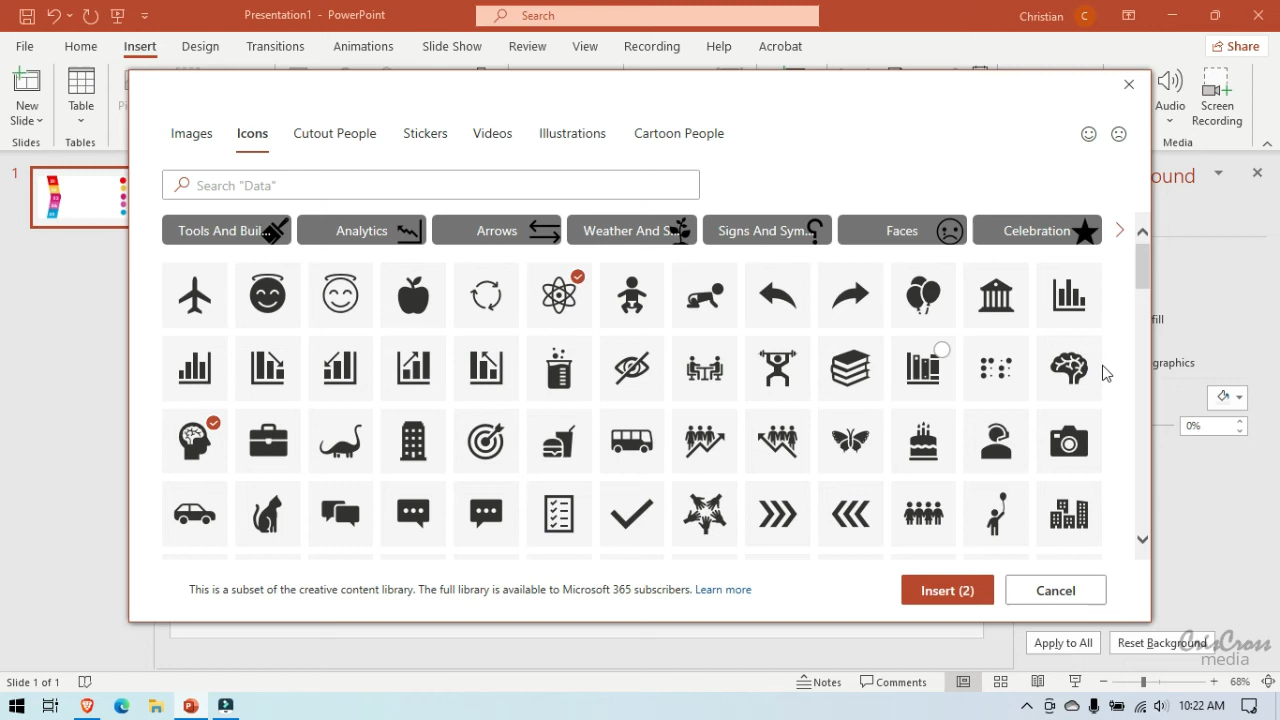 Presentation1 - PowerPoint
Search
Christian
C
File
Home
Insert
Design
Transitions
Animations
Slide Show
Review
View
Recording
Help
Acrobat
Share
New
Slide
Slides
Table
Tables
Audio
Screen
Recording
Media
1
Images
Icons
Cutout People
Stickers
Videos
Illustrations
Cartoon People
Search "Data"
Tools And Buil...
Analytics
Arrows
Weather And S...
Signs And Sym...
Faces
Celebration
ound
fill
graphics
0%
This is a subset of the creative content library. The full library is available to Microsoft 365 subscribers. Learn more
Insert (2)
Cancel
Apply to All
Reset Background
CrisCross
media
Slide 1 of 1
Notes
Comments
68%
10:22 AM